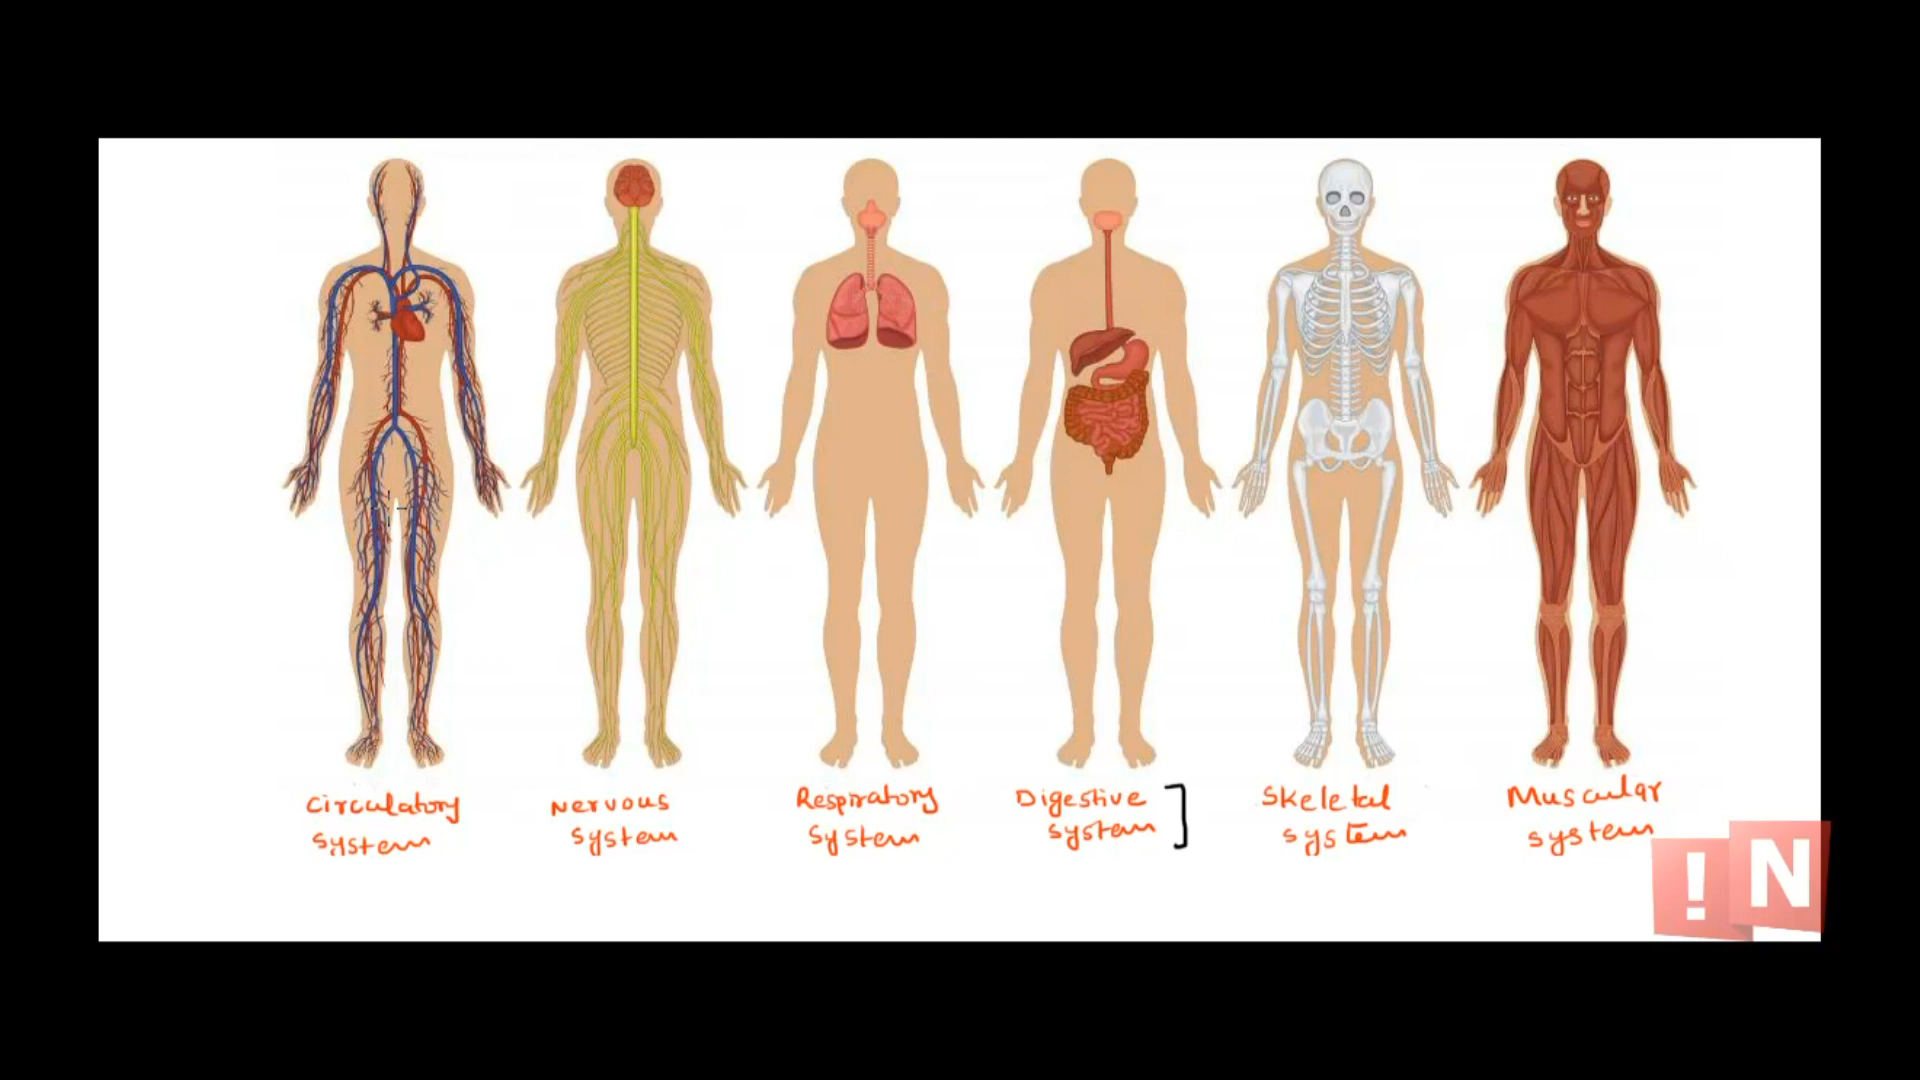 Circulatory
system
Nervous
system
Respiratory
system
Digestive
system
Skeletal
system
Muscular
system
!N